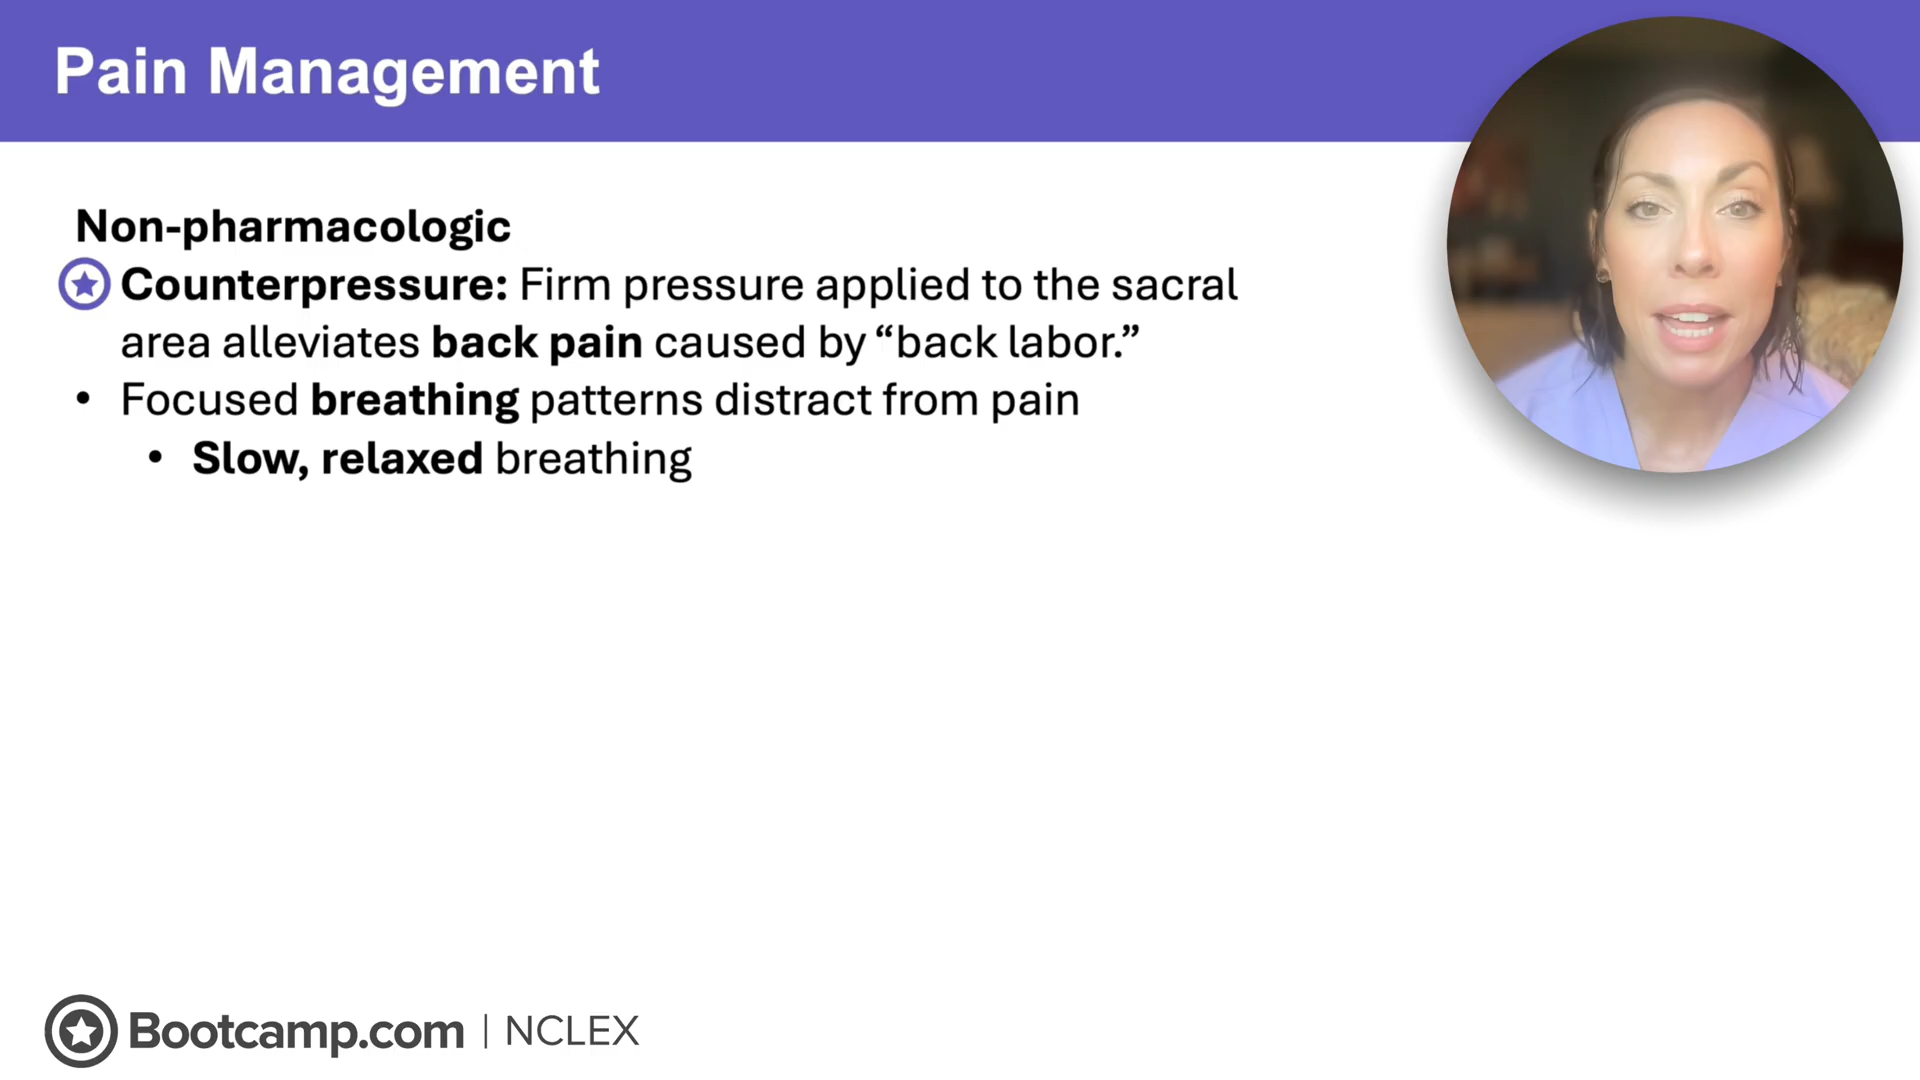 Pain Management
Non-pharmacologic
Counterpressure: Firm pressure applied to the sacral
area alleviates back pain caused by “back labor.”
• Focused breathing patterns distract from pain
• Slow, relaxed breathing
Bootcamp.com | NCLEX